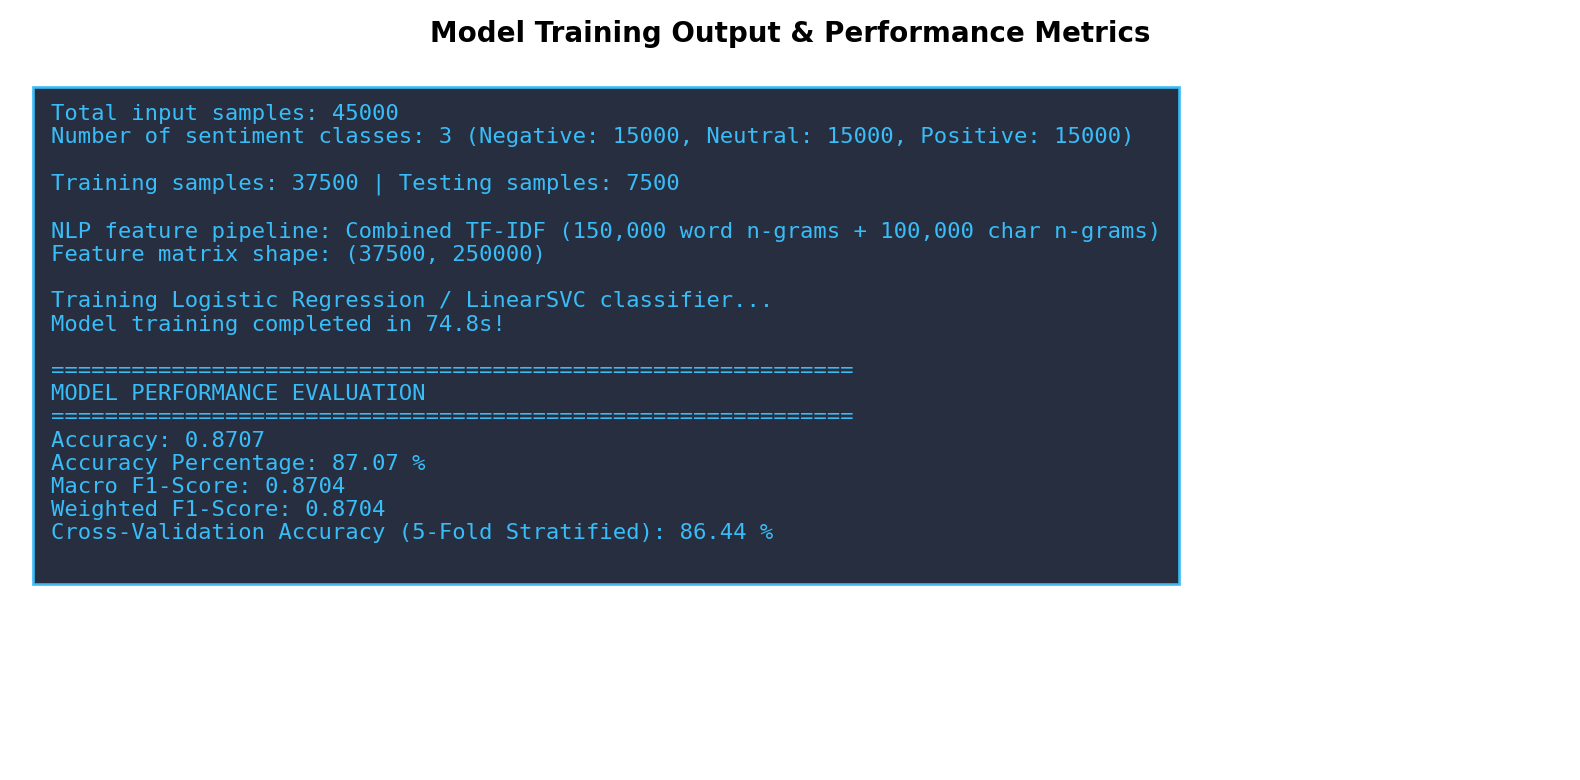 Model Training Output & Performance Metrics
Total input samples: 45000
Number of sentiment classes: 3 (Negative: 15000, Neutral: 15000, Positive: 15000)
Training samples: 37500 | Testing samples: 7500
NLP feature pipeline: Combined TF-IDF (150,000 word n-grams + 100,000 char n-grams)
Feature matrix shape: (37500, 250000)
Training Logistic Regression / LinearSVC classifier...
Model training completed in 74.8s!
============================================================
MODEL PERFORMANCE EVALUATION
============================================================
Accuracy: 0.8707
Accuracy Percentage: 87.07 %
Macro F1-Score: 0.8704
Weighted F1-Score: 0.8704
Cross-Validation Accuracy (5-Fold Stratified): 86.44 %